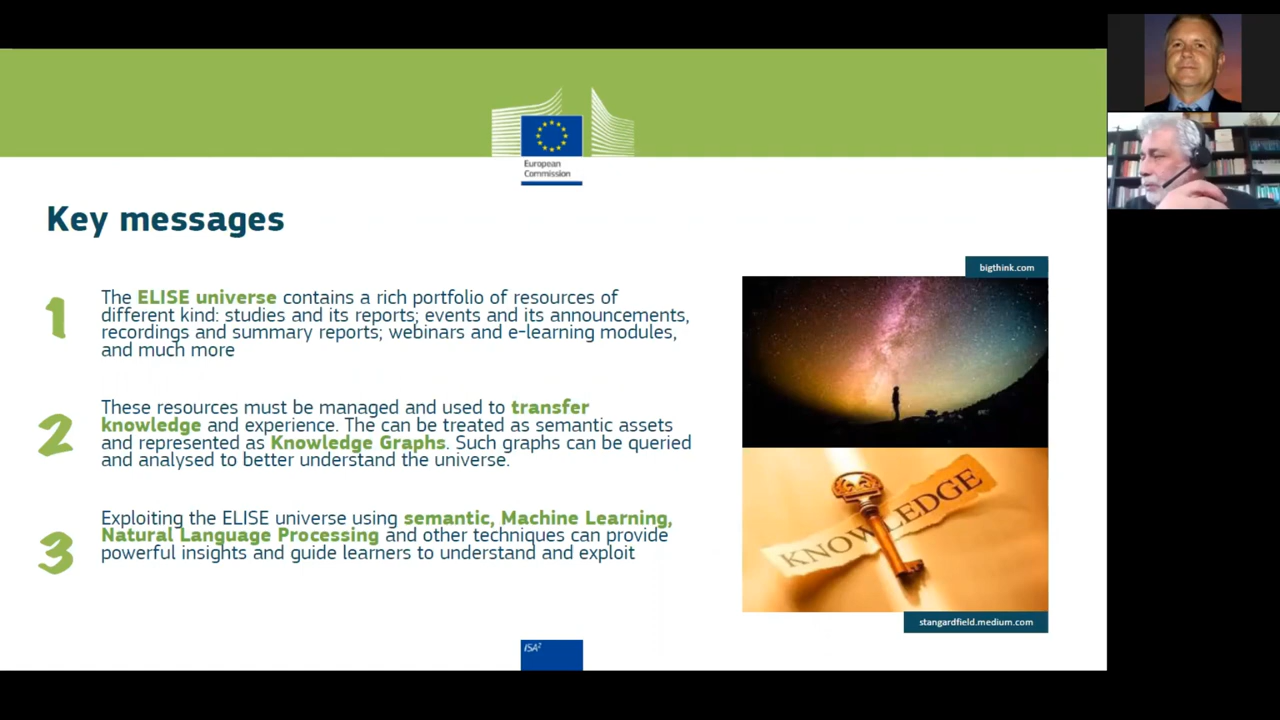 European
Commission
Key messages
bigthink.com
1
The ELISE universe contains a rich portfolio of resources of
different kind: studies and its reports; events and its announcements,
recordings and summary reports; webinars and e-learning modules,
and much more
2
These resources must be managed and used to transfer
knowledge and experience. The can be treated as semantic assets
and represented as Knowledge Graphs. Such graphs can be queried
and analysed to better understand the universe.
KNOWLEDGE
3
Exploiting the ELISE universe using semantic, Machine Learning,
Natural Language Processing and other techniques can provide
powerful insights and guide learners to understand and exploit
stangardfield.medium.com
ISA²